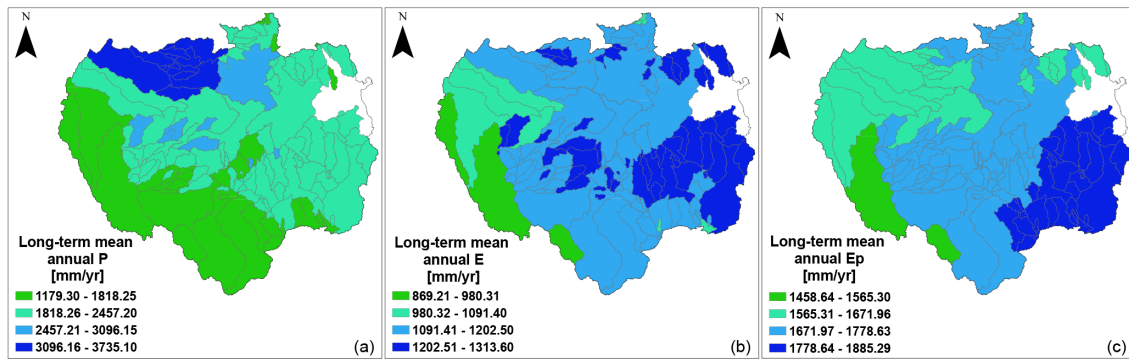 N
Long-term mean
annual P
[mm/yr]
1179.30 - 1818.25
1818.26 - 2457.20
2457.21 - 3096.15
3096.16 - 3735.10
(a)
N
Long-term mean
annual E
[mm/yr]
869.21 - 980.31
980.32 - 1091.40
1091.41 - 1202.50
1202.51 - 1313.60
(b)
N
Long-term mean
annual Ep
[mm/yr]
1458.64 - 1565.30
1565.31 - 1671.96
1671.97 - 1778.63
1778.64 - 1885.29
(c)